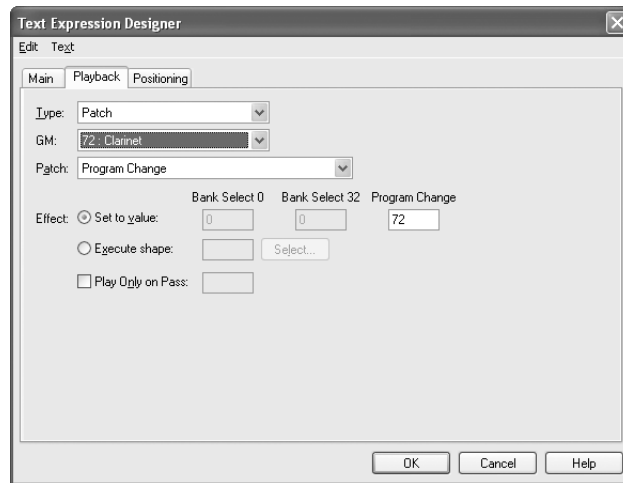 Text Expression Designer
Edit Text
Main Playback Positioning
Type: Patch
GM: 72 : Clarinet
Patch: Program Change
Bank Select 0 Bank Select 32 Program Change
Effect: Set to value: 0 0 72
Execute shape: Select...
Play Only on Pass:
OK Cancel Help